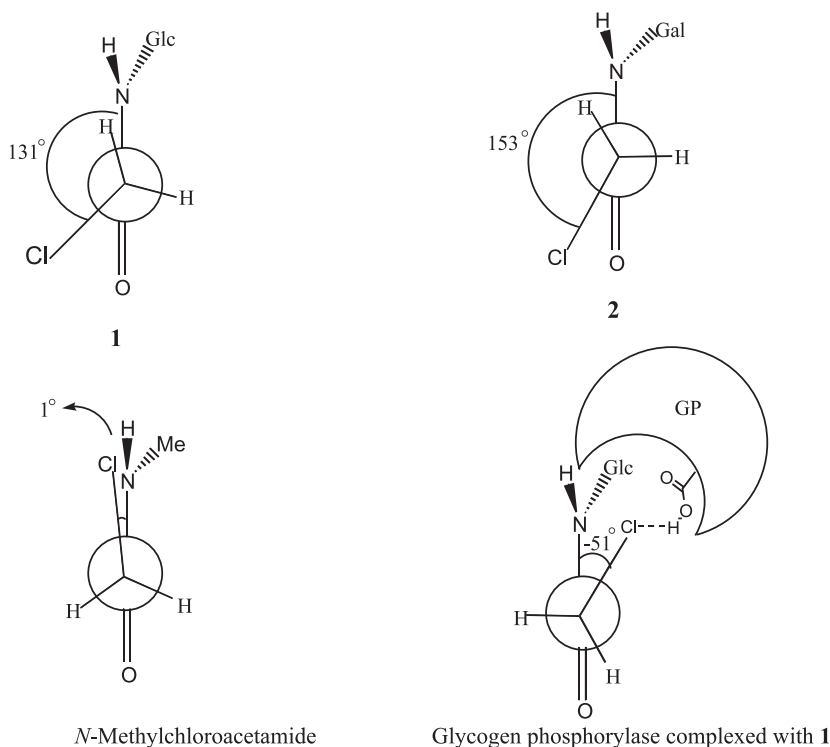 H
Glc
N
H
131°
H
Cl
O
1
H
Gal
N
H
153°
H
Cl
O
2
1°
H
Me
Cl
N
H
H
O
N-Methylchloroacetamide
GP
H
Glc
O
O
N
-51°
Cl
H
H
H
O
Glycogen phosphorylase complexed with 1